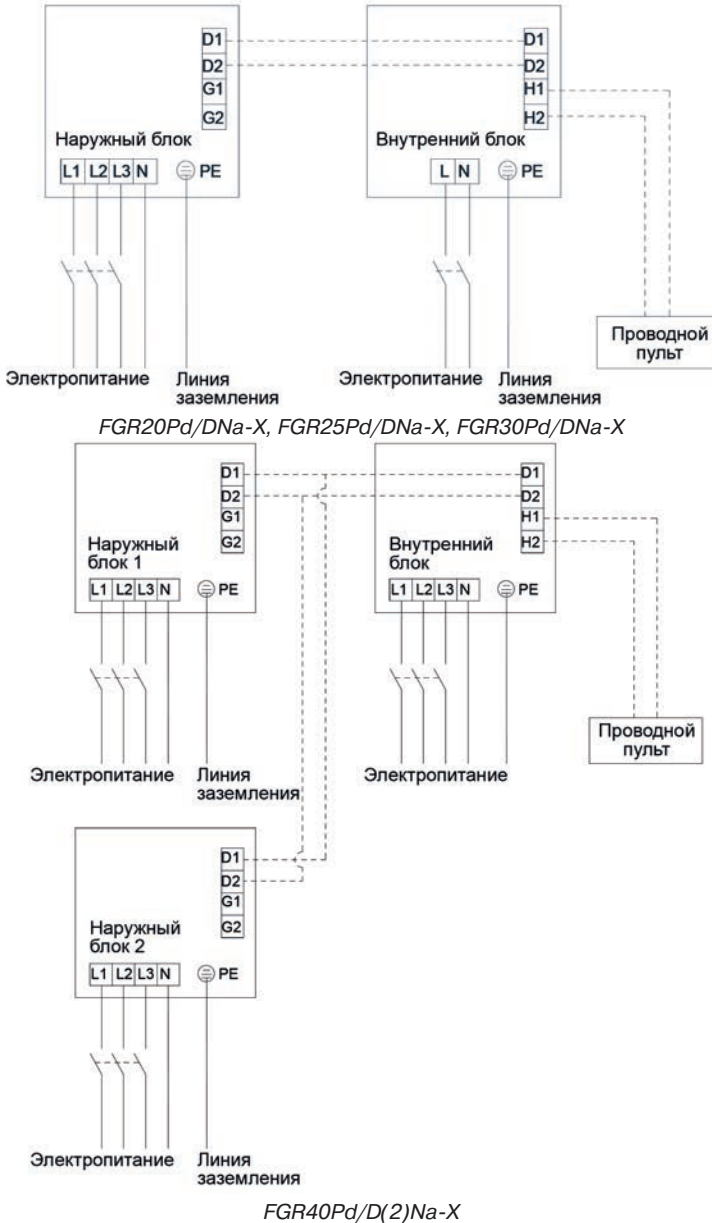 D1
D2
G1
G2
Наружный блок
L1 L2 L3 N PE
D1
D2
H1
H2
Внутренний блок
L N PE
Проводной
пульт
Электропитание
Линия
заземления
Электропитание
Линия
заземления
FGR20Pd/DNa-X, FGR25Pd/DNa-X, FGR30Pd/DNa-X
D1
D2
G1
G2
Наружный
блок 1
L1 L2 L3 N PE
D1
D2
H1
H2
Внутренний
блок
L1 L2 L3 N PE
Проводной
пульт
Электропитание
Линия
заземления
Электропитание
D1
D2
G1
G2
Наружный
блок 2
L1 L2 L3 N PE
Электропитание
Линия
заземления
FGR40Pd/D(2)Na-X